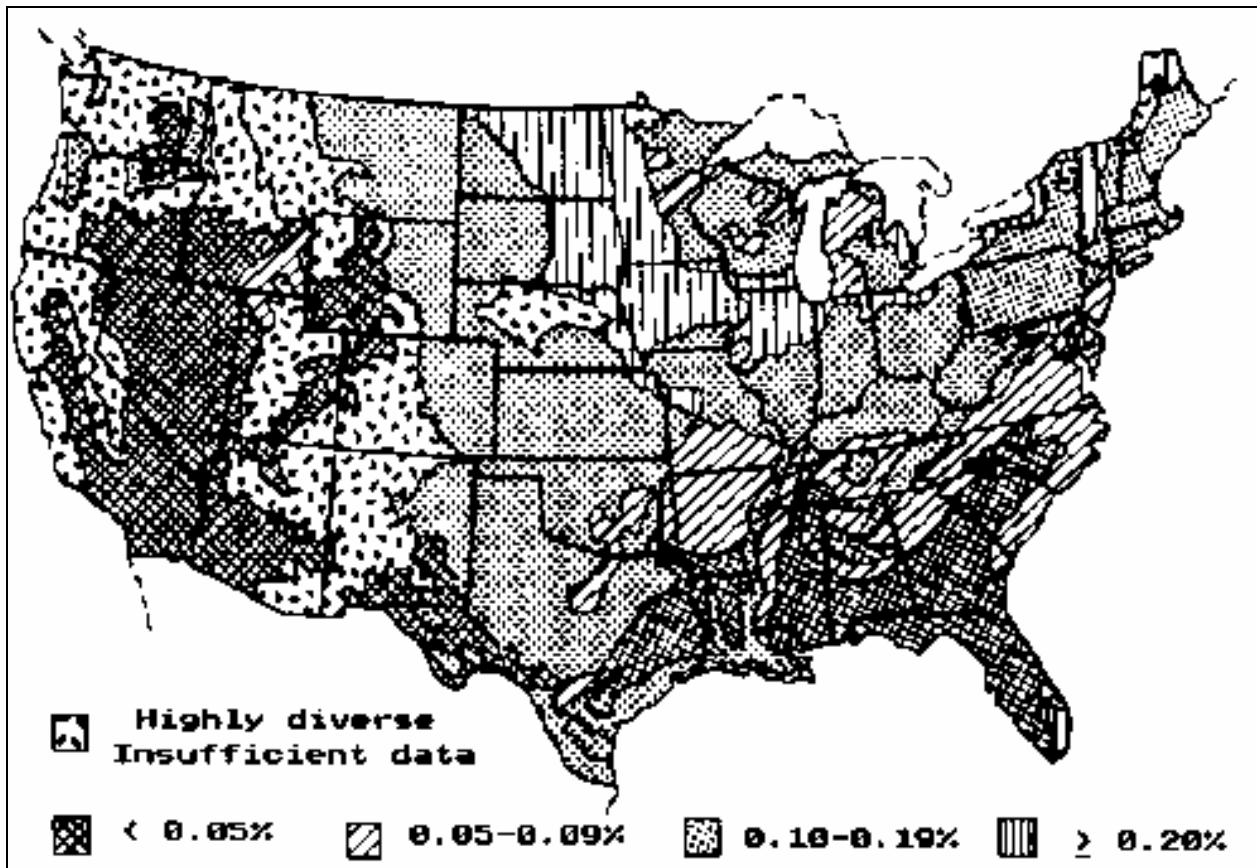 Highly diverse
Insufficient data
< 0.05%
0.05-0.09%
0.10-0.19%
≥ 0.20%